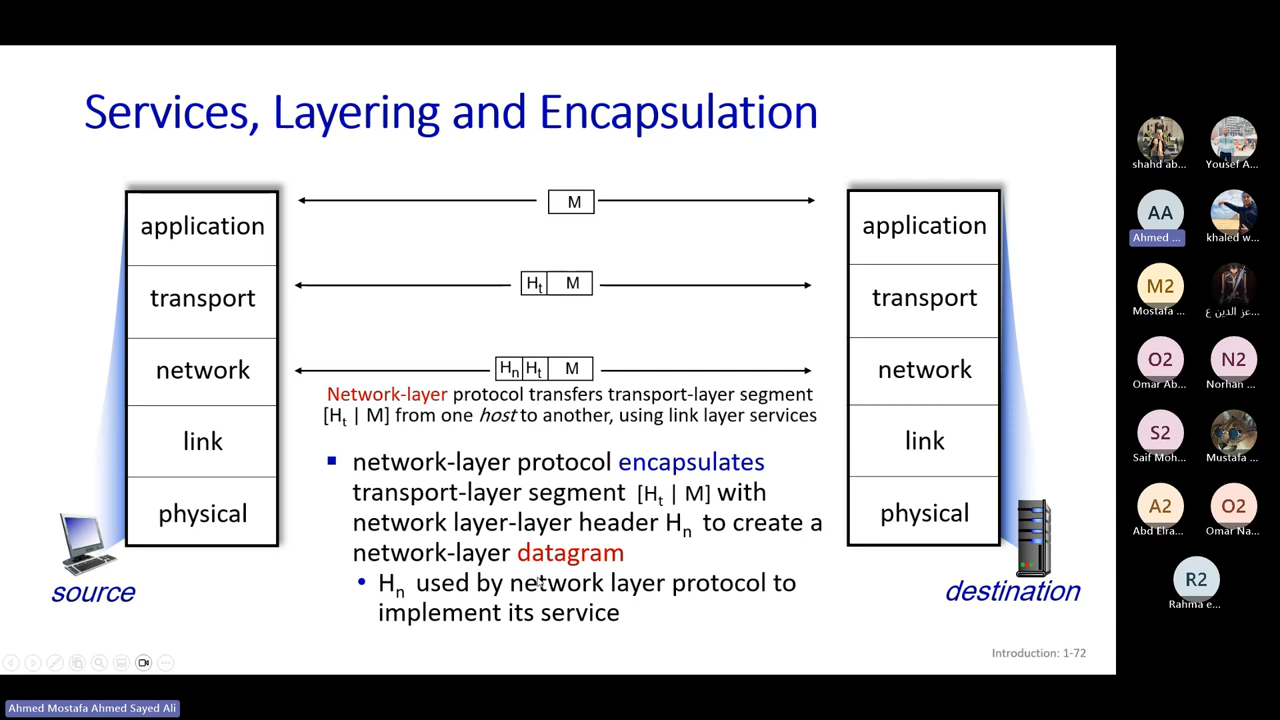 Services, Layering and Encapsulation
application
transport
network
link
physical
source
M
Ht M
Hn Ht M
Network-layer protocol transfers transport-layer segment
[Ht | M] from one host to another, using link layer services
▪ network-layer protocol encapsulates
transport-layer segment [Ht | M] with
network layer-layer header Hn to create a
network-layer datagram
• Hn used by network layer protocol to
implement its service
application
transport
network
link
physical
destination
Introduction: 1-72
shahd ab...
Yousef A...
AA
Ahmed ...
khaled w...
M2
Mostafa ...
عز الدين ع...
O2
Omar Ab...
N2
Norhan ...
S2
Saif Moh...
Mustafa ...
A2
Abd Elra...
O2
Omar Na...
R2
Rahma e...
Ahmed Mostafa Ahmed Sayed Ali